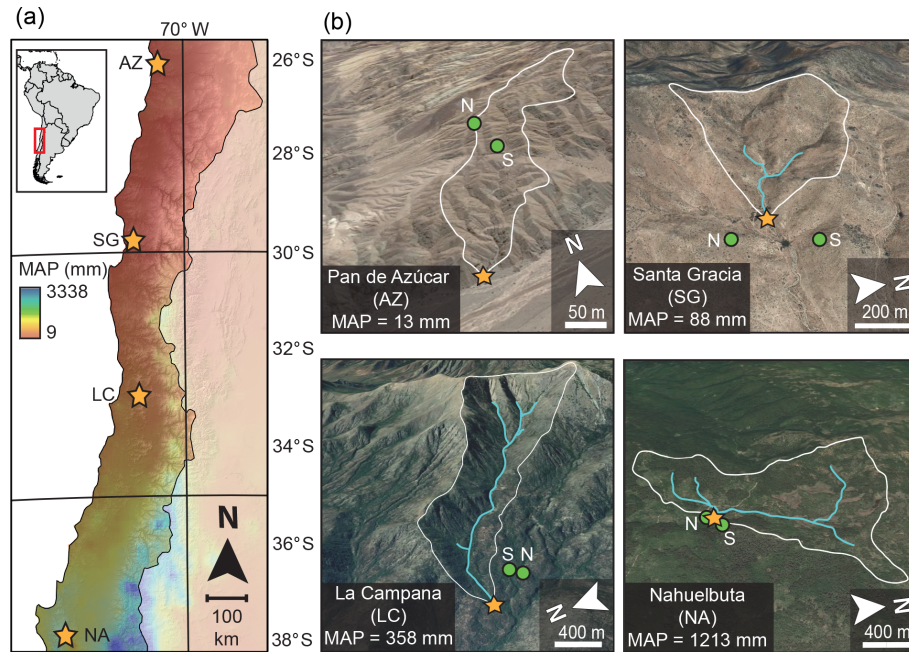 (a)
70° W
AZ
26°S
28°S
SG
30°S
MAP (mm)
3338
9
32°S
LC
34°S
N
36°S
100
km
NA
38°S
(b)
N
S
Pan de Azúcar
(AZ)
MAP = 13 mm
N
50 m
N
S
Santa Gracia
(SG)
MAP = 88 mm
N
200 m
S N
La Campana
(LC)
MAP = 358 mm
N
400 m
N
S
Nahuelbuta
(NA)
MAP = 1213 mm
N
400 m